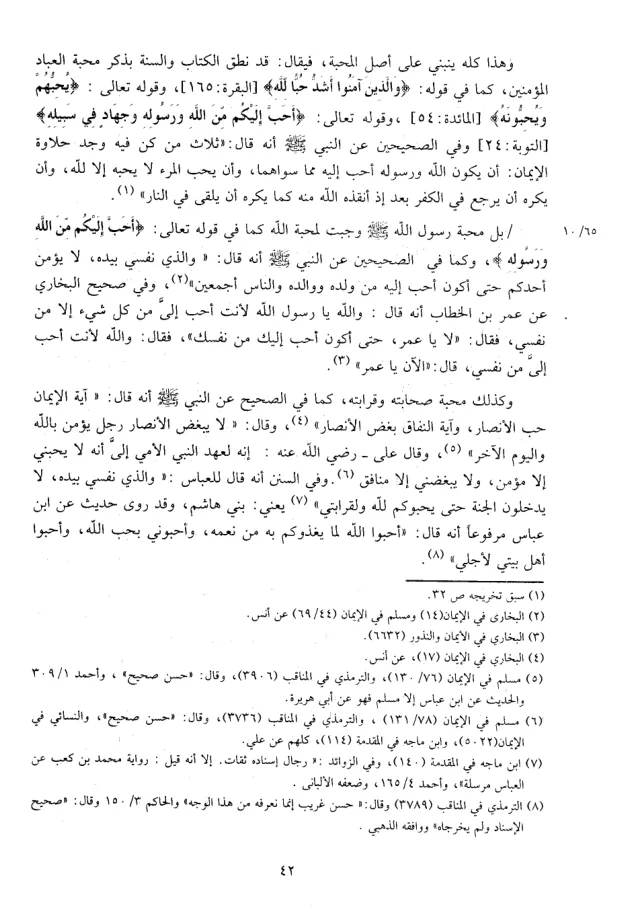 وهذا كله ينبني على أصل المحبة، فيقال: قد نطق الكتاب والسنة بذكر محبة العباد
المؤمنين، كما في قوله: ﴿وَالَّذِينَ آمَنُوا أَشَدُّ حُبًّا لِّلَّهِ﴾ [البقرة:١٦٥]، وقوله تعالى : ﴿يُحِبُّهُمْ
وَيُحِبُّونَهُ﴾ [المائدة:٥٤] ،وقوله تعالى: ﴿أَحَبَّ إِلَيْكُم مِّنَ اللَّهِ وَرَسُولِهِ وَجِهَادٍ فِي سَبِيلِهِ﴾
[التوبة:٢٤] وفي الصحيحين عن النبي ﷺ أنه قال:«ثلاث من كن فيه وجد حلاوة
الإيمان: أن يكون الله ورسوله أحب إليه مما سواهما، وأن يحب المرء لا يحبه إلا لله، وأن
يكره أن يرجع في الكفر بعد إذ أنقذه الله منه كما يكره أن يلقى في النار» (١).
١٠/٦٥ /بل محبة رسول الله ﷺ وجبت لمحبة الله كما في قوله تعالى: ﴿أَحَبَّ إِلَيْكُم مِّنَ اللَّهِ
وَرَسُولِهِ ﴾، وكما في الصحيحين عن النبي ﷺ أنه قال: « والذي نفسي بيده، لا يؤمن
أحدكم حتى أكون أحب إليه من ولده ووالده والناس أجمعين»(٢)، وفي صحيح البخاري
عن عمر بن الخطاب أنه قال : والله يا رسول الله لأنت أحب إلىَّ من كل شيء إلا من
نفسي، فقال: «لا يا عمر، حتى أكون أحب إليك من نفسك»، فقال: والله لأنت أحب
إلىَّ من نفسي، قال:«الآن يا عمر» (٣).
وكذلك محبة صحابته وقرابته، كما في الصحيح عن النبي ﷺ أنه قال: « آية الإيمان
حب الأنصار، وآية النفاق بغض الأنصار» (٤)، وقال: « لا يبغض الأنصار رجل يؤمن بالله
واليوم الآخر» (٥)، وقال على ـ رضي الله عنه : إنه لعهد النبي الأمي إلىَّ أنه لا يحبني
إلا مؤمن، ولا يبغضني إلا منافق (٦).وفي السنن أنه قال للعباس :« والذي نفسي بيده، لا
يدخلون الجنة حتى يحبوكم لله ولقرابتي» (٧) يعني: بني هاشم، وقد روى حديث عن ابن
عباس مرفوعاً أنه قال: «أحبوا الله لما يغذوكم به من نعمه، وأحبوني بحب الله، وأحبوا
أهل بيتي لأجلي» (٨).
(١) سبق تخريجه ص ٣٢.
(٢) البخارى في الإيمان(١٤) ومسلم في الإيمان (٦٩/٤٤) عن أنس.
(٣) البخاري في الأيمان والنذور (٦٦٣٢).
(٤) البخاري في الإيمان (١٧)، عن أنس.
(٥) مسلم في الإيمان (١٣٠/٧٦)، والترمذي في المناقب (٣٩٠٦)، وقال: «حسن صحيح» ، وأحمد ٣٠٩/١
والحديث عن ابن عباس إلا مسلم فهو عن أبي هريرة.
(٦) مسلم في الإيمان (١٣١/٧٨) ، والترمذي في المناقب (٣٧٣٦)، وقال: «حسن صحيح»، والنسائي في
الإيمان(٥٠٢٢)، وابن ماجه في المقدمة (١١٤)، كلهم عن علي.
(٧) ابن ماجه في المقدمة (١٤٠)، وفي الزوائد :« رجال إسناده ثقات. إلا أنه قيل : رواية محمد بن كعب عن
العباس مرسلة»، وأحمد ١٦٥/٤، وضعفه الألبانى .
(٨) الترمذي في المناقب (٣٧٨٩) وقال:« حسن غريب إنما نعرفه من هذا الوجه» والحاكم ١٥٠/٣ وقال: «صحيح
الإسناد ولم يخرجاه» ووافقه الذهبي .
٤٢